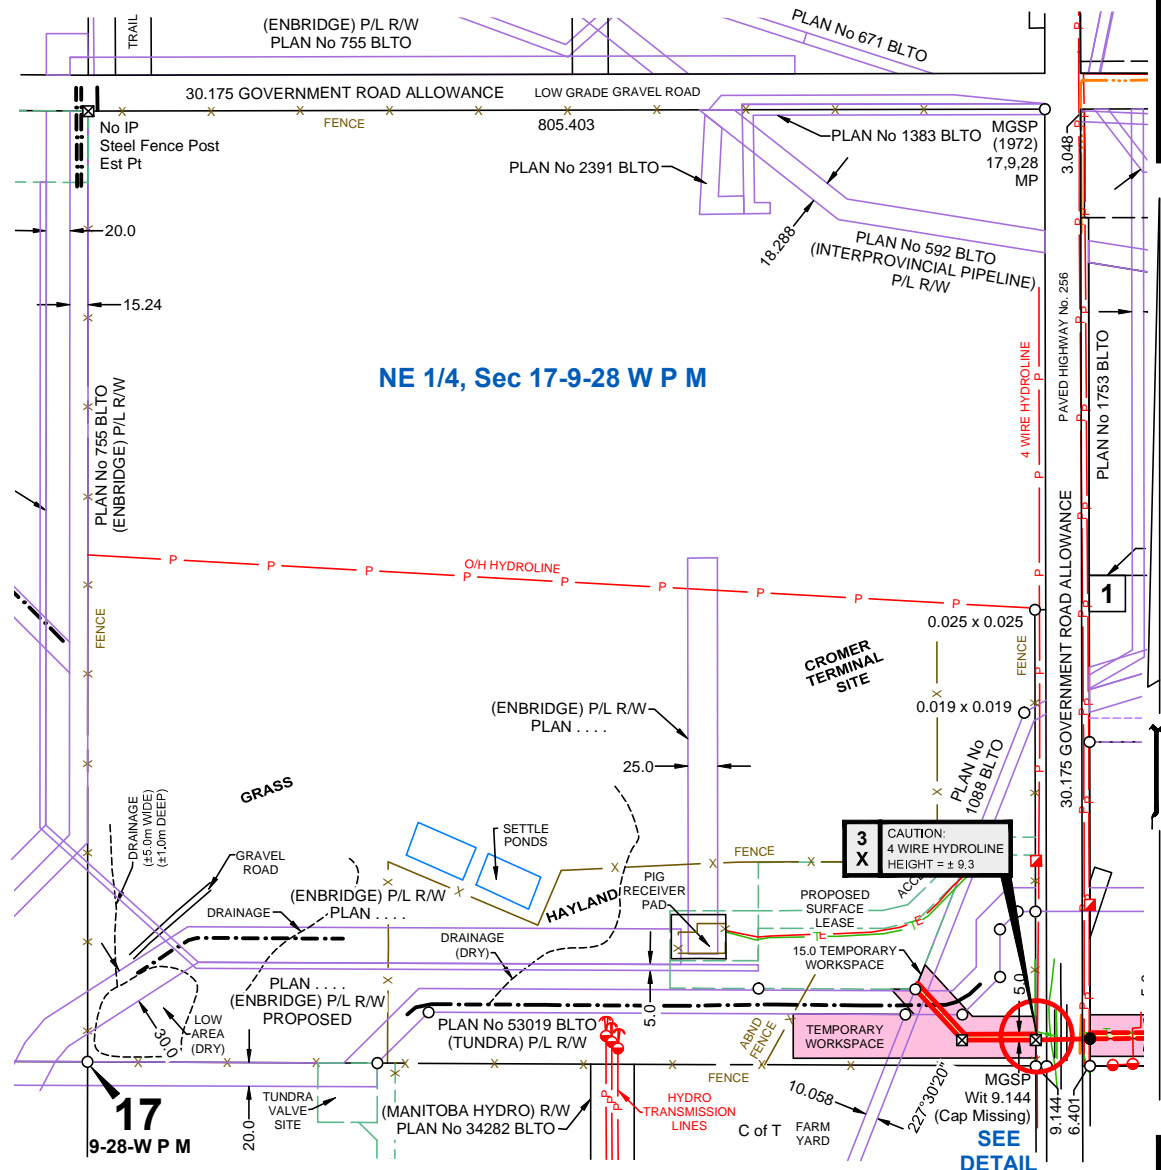 (ENBRIDGE) P/L R/W
PLAN No 755 BLTO
TRAIL
PLAN No 671 BLTO
30.175 GOVERNMENT ROAD ALLOWANCE
LOW GRADE GRAVEL ROAD
FENCE
805.403
No IP
Steel Fence Post
Est Pt
PLAN No 1383 BLTO
PLAN No 2391 BLTO
MGSP
(1972)
17,9,28
MP
3.048
20.0
15.24
18.288
PLAN No 592 BLTO
(INTERPROVINCIAL PIPELINE)
P/L R/W
NE 1/4, Sec 17-9-28 W P M
PLAN No 755 BLTO
(ENBRIDGE) P/L R/W
4 WIRE HYDROLINE
PAVED HIGHWAY No. 256
PLAN No 1753 BLTO
O/H HYDROLINE
30.175 GOVERNMENT ROAD ALLOWANCE
1
FENCE
0.025 x 0.025
FENCE
CROMER
TERMINAL
SITE
0.019 x 0.019
(ENBRIDGE) P/L R/W
PLAN . . . .
25.0
PLAN No
1088 BLTO
GRASS
DRAINAGE
(±5.0m WIDE)
(±1.0m DEEP)
SETTLE
PONDS
3
X
CAUTION:
4 WIRE HYDROLINE
HEIGHT = ± 9.3
FENCE
GRAVEL
ROAD
PIG
RECEIVER
PAD
ACC
(ENBRIDGE) P/L R/W
PLAN . . . .
HAYLAND
PROPOSED
SURFACE
LEASE
DRAINAGE
DRAINAGE
(DRY)
15.0 TEMPORARY
WORKSPACE
PLAN . . . .
(ENBRIDGE) P/L R/W
PROPOSED
5.0
5.0
LOW
AREA
(DRY)
30.0
PLAN No 53019 BLTO
(TUNDRA) P/L R/W
5.0
ABND
FENCE
TEMPORARY
WORKSPACE
FENCE
MGSP
Wit 9.144
(Cap Missing)
17
9-28-W P M
20.0
TUNDRA
VALVE
SITE
(MANITOBA HYDRO) R/W
PLAN No 34282 BLTO
HYDRO
TRANSMISSION
LINES
10.058
227°30'20"
C of T
FARM
YARD
9.144
6.401
SEE
DETAIL